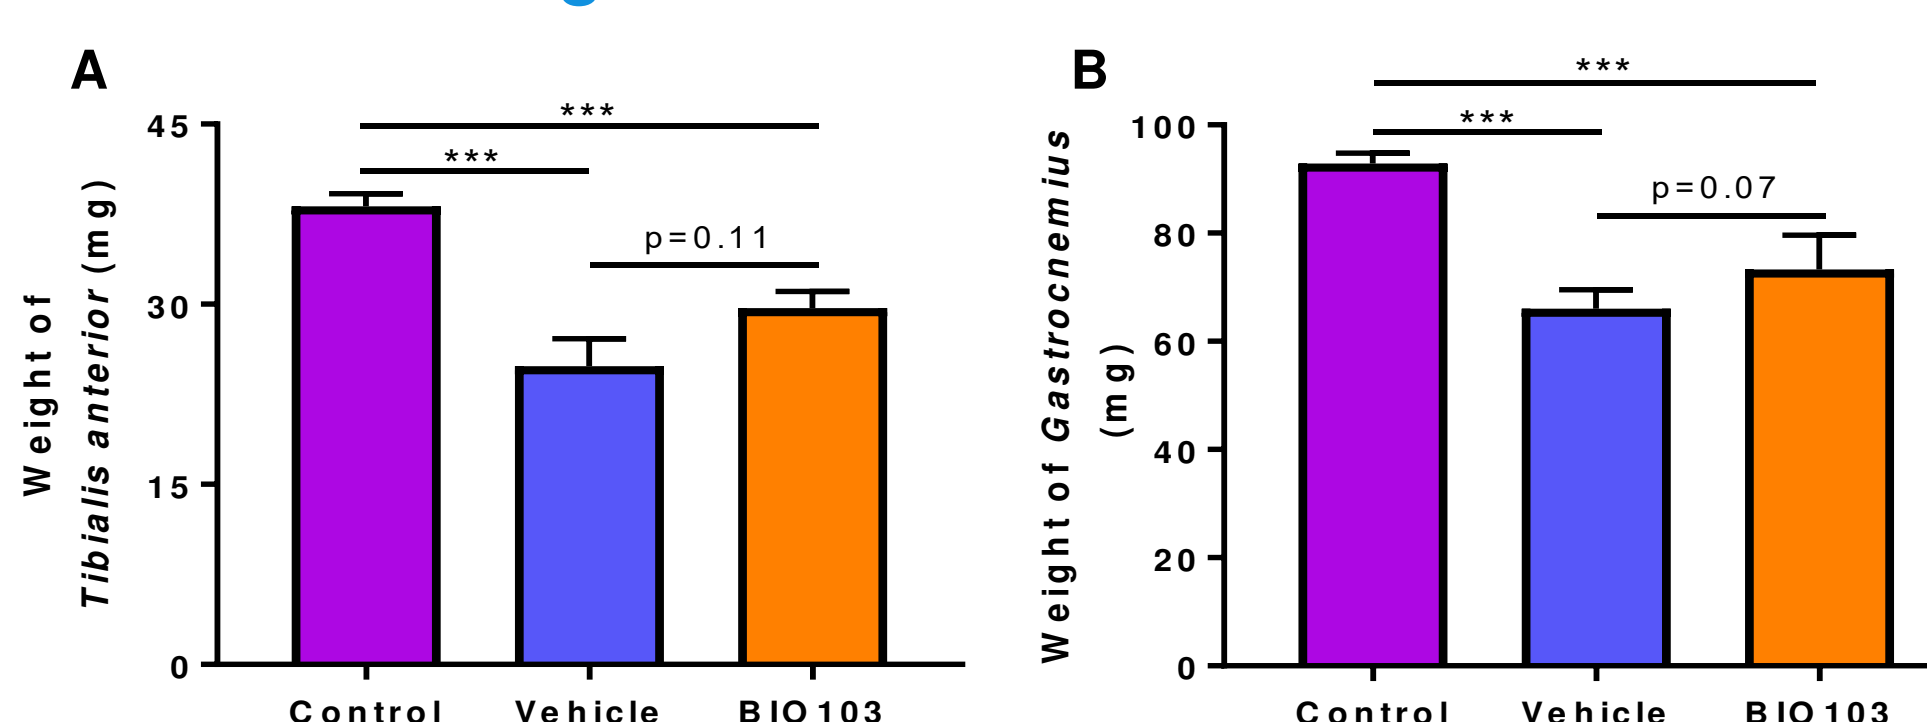 A
Weight of
Tibialis anterior (mg)
45
30
15
0
***
***
p=0.11
Control
Vehicle
BIO103
B
Weight of Gastrocnemius
(mg)
100
80
60
40
20
0
***
***
p=0.07
Control
Vehicle
BIO103